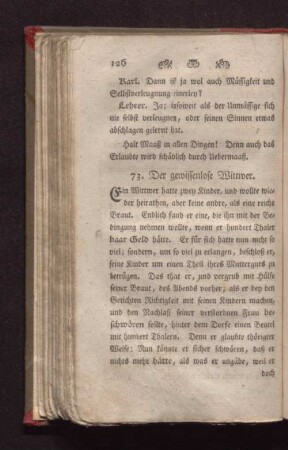 126
Karl. Dann ist ja wol auch Mässigkeit und
Selbstverleugnung einerley?
Lehrer. Ja; insoweit als der Unmässige sich
nie selbst verleugnen, oder seinen Sinnen etwas
abschlagen gelernt hat.
Halt Maaß in allen Dingen! Denn auch das
Erlaubte wird schädlich durch Uebermaaß.
73. Der gewissenlose Wittwer.
Ein Wittwer hatte zwey Kinder, und wollte wie-
der heirathen, aber keine andre, als eine reiche
Braut. Endlich fand er eine, die ihn mit der Be-
dingung nehmen wollte, wenn er hundert Thaler
baar Geld hätte. Er für sich hatte nun nicht so
viel; sondern, um so viel zu erlangen, beschloß er,
seine Kinder um einen Theil ihres Mutterguts zu
betrügen. Das that er, und vergrub mit Hülfe
seiner Braut, des Abends vorher, als er bey den
Gerichten Richtigkeit mit seinen Kindern machen,
und den Nachlaß seiner verstorbnen Frau be-
schwören sollte, hinter dem Dorfe einen Beutel
mit hundert Thalern. Denn er glaubte thörigter
Weise: Nun könnte er sicher schwören, daß er
nichts mehr hätte, als was er angäbe, weil er
doch